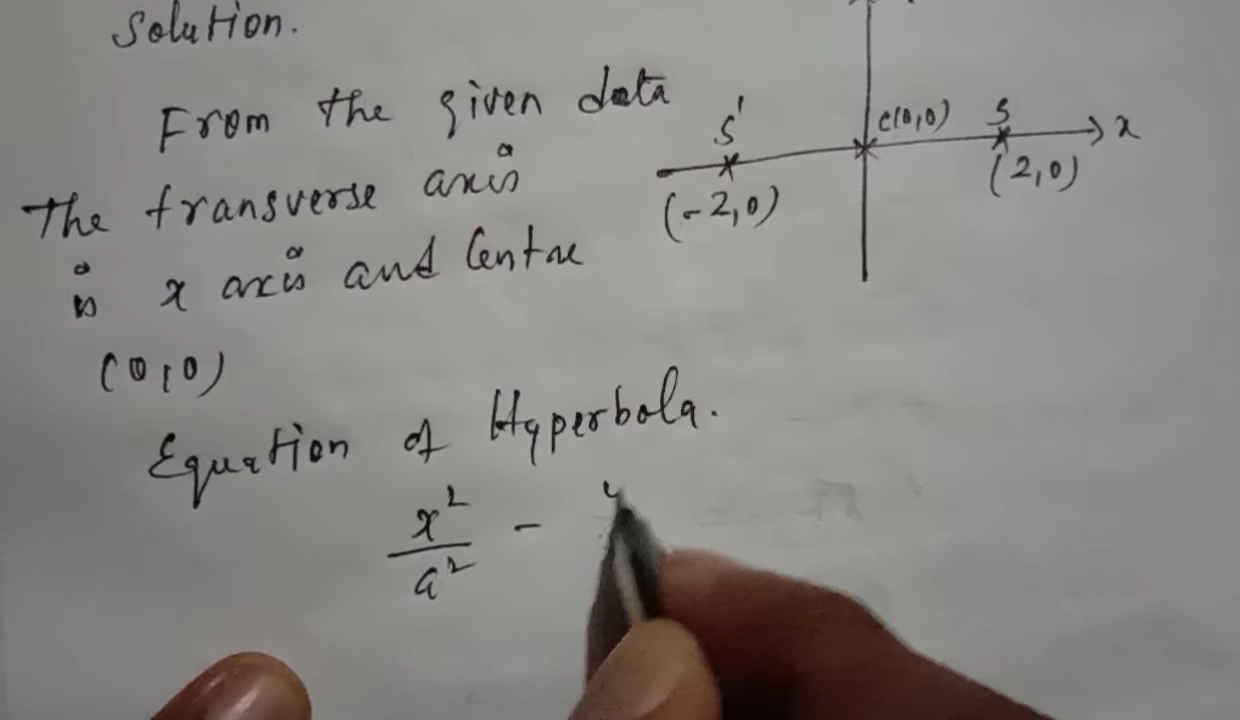 Solution.
From the given data
The transverse axis
is x axis and Centre
(0,0)
S'
C(0,0)
S
x
(-2,0)
(2,0)
Equation of Hyperbola.
x²/a² - y